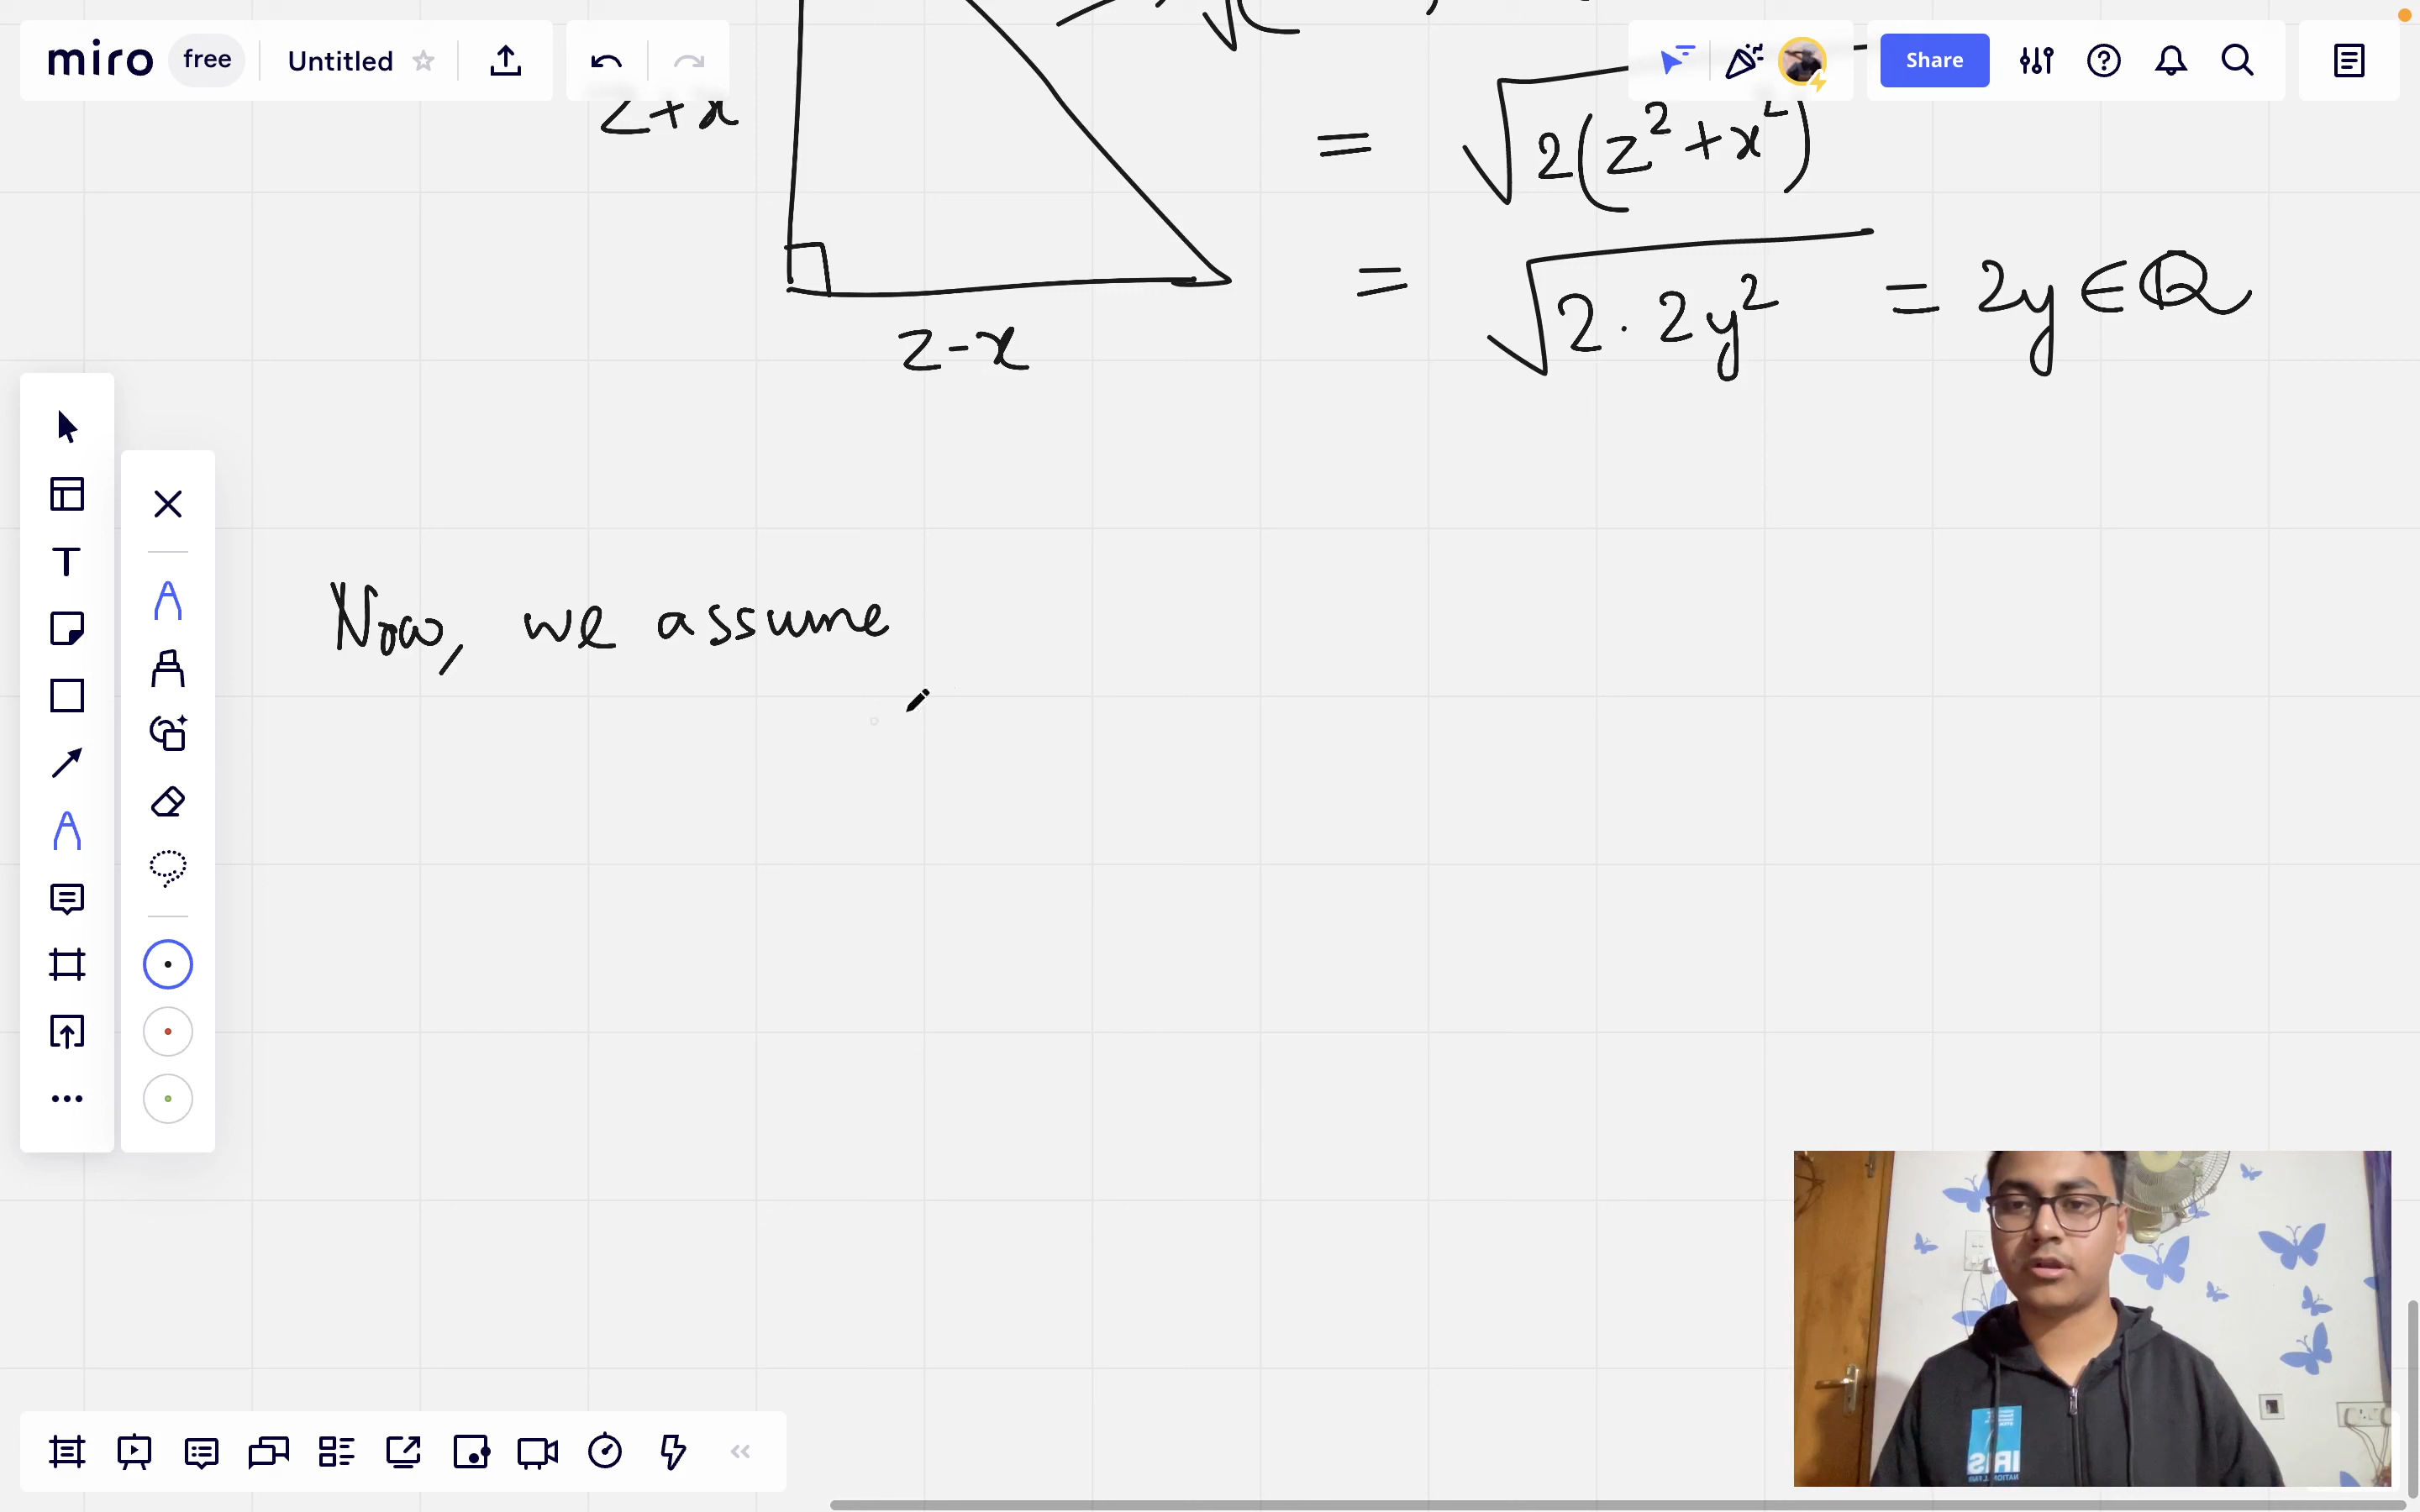 miro free Untitled Share
z+x
= √2(z²+x²)
= √2·2y² = 2y ∈ ℚ
z-x
Now, we assume
T